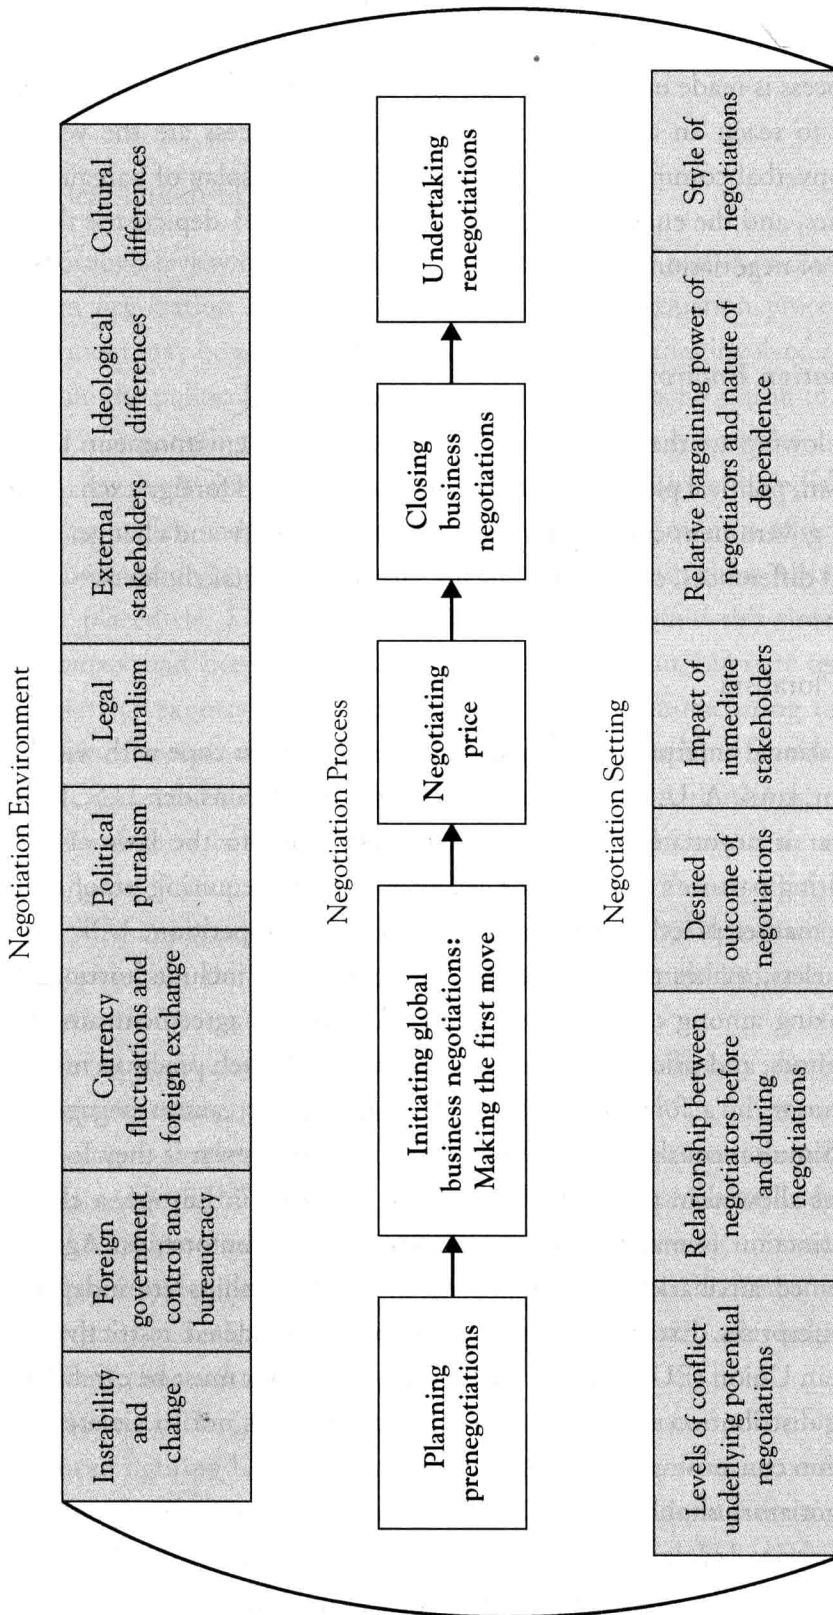 Negotiation Environment
Instability
and
change
Foreign
government
control and
bureaucracy
Currency
fluctuations and
foreign exchange
Political
pluralism
Legal
pluralism
External
stakeholders
Ideological
differences
Cultural
differences
Negotiation Process
Planning
prenegotiations
Initiating global
business negotiations:
Making the first move
Negotiating
price
Closing
business
negotiations
Undertaking
renegotiations
Negotiation Setting
Levels of conflict
underlying potential
negotiations
Relationship between
negotiators before
and during
negotiations
Desired
outcome of
negotiations
Impact of
immediate
stakeholders
Relative bargaining power of
negotiators and nature of
dependence
Style of
negotiations